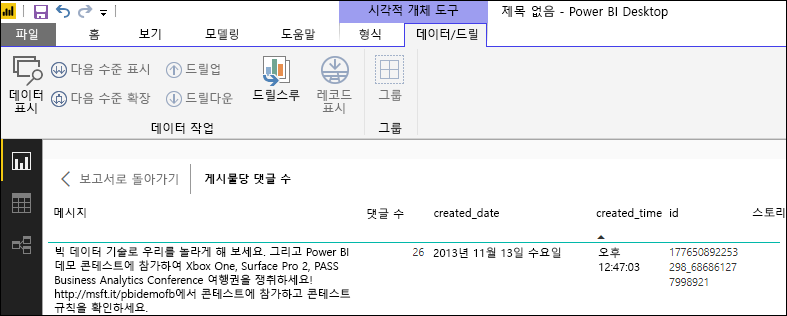 시각적 개체 도구 제목 없음 - Power BI Desktop
파일 홈 보기 모델링 도움말 형식 데이터/드릴
데이터 표시
다음 수준 표시 드릴업
다음 수준 확장 드릴다운
드릴스루
레코드 표시
그룹
데이터 작업 그룹
보고서로 돌아가기 게시물당 댓글 수
메시지 댓글 수 created_date created_time id 스토리
빅 데이터 기술로 우리를 놀라게 해 보세요. 그리고 Power BI
데모 콘테스트에 참가하여 Xbox One, Surface Pro 2, PASS
Business Analytics Conference 여행권을 쟁취하세요!
http://msft.it/pbidemofb에서 콘테스트에 참가하고 콘테스트
규칙을 확인하세요.
26
2013년 11월 13일 수요일
오후
12:47:03
177650892253
298_68686127
7998921